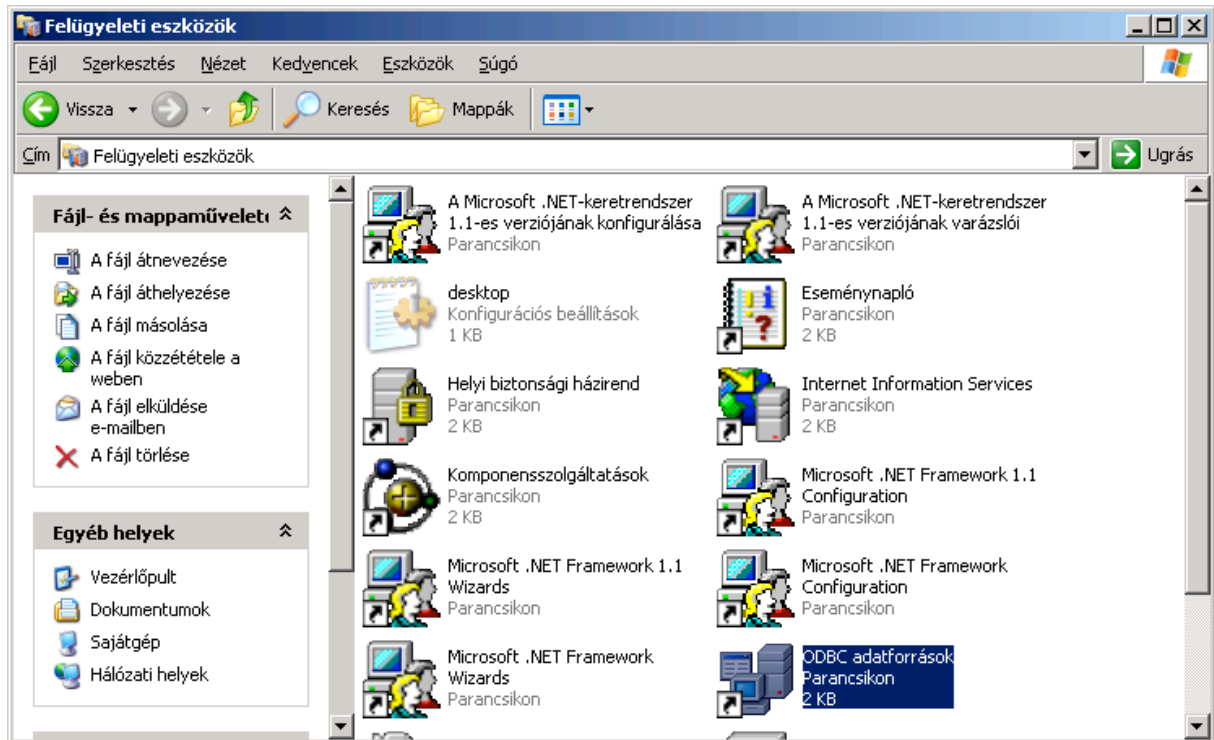 Felügyeleti eszközök
Fájl Szerkesztés Nézet Kedvencek Eszközök Súgó
Vissza Keresés Mappák
Cím Felügyeleti eszközök Ugrás
Fájl- és mappaművelet
A fájl átnevezése
A fájl áthelyezése
A fájl másolása
A fájl közzététele a
weben
A fájl elküldése
e-mailben
A fájl törlése
Egyéb helyek
Vezérlőpult
Dokumentumok
Sajátgép
Hálózati helyek
A Microsoft .NET-keretrendszer
1.1-es verziójának konfigurálása
Parancsikon
A Microsoft .NET-keretrendszer
1.1-es verziójának varázslói
Parancsikon
desktop
Konfigurációs beállítások
1 KB
Eseménynapló
Parancsikon
2 KB
Helyi biztonsági házirend
Parancsikon
2 KB
Internet Information Services
Parancsikon
2 KB
Komponensszolgáltatások
Parancsikon
2 KB
Microsoft .NET Framework 1.1
Configuration
Parancsikon
Microsoft .NET Framework 1.1
Wizards
Parancsikon
Microsoft .NET Framework
Configuration
Parancsikon
Microsoft .NET Framework
Wizards
Parancsikon
ODBC adatforrások
Parancsikon
2 KB